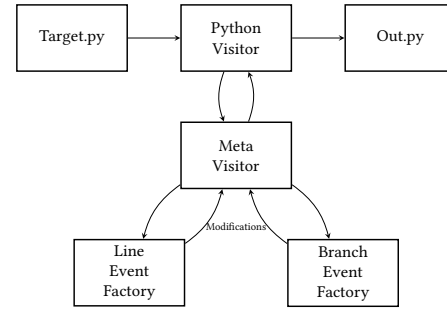 Target.py
Python
Visitor
Out.py
Meta
Visitor
Modifications
Line
Event
Factory
Branch
Event
Factory